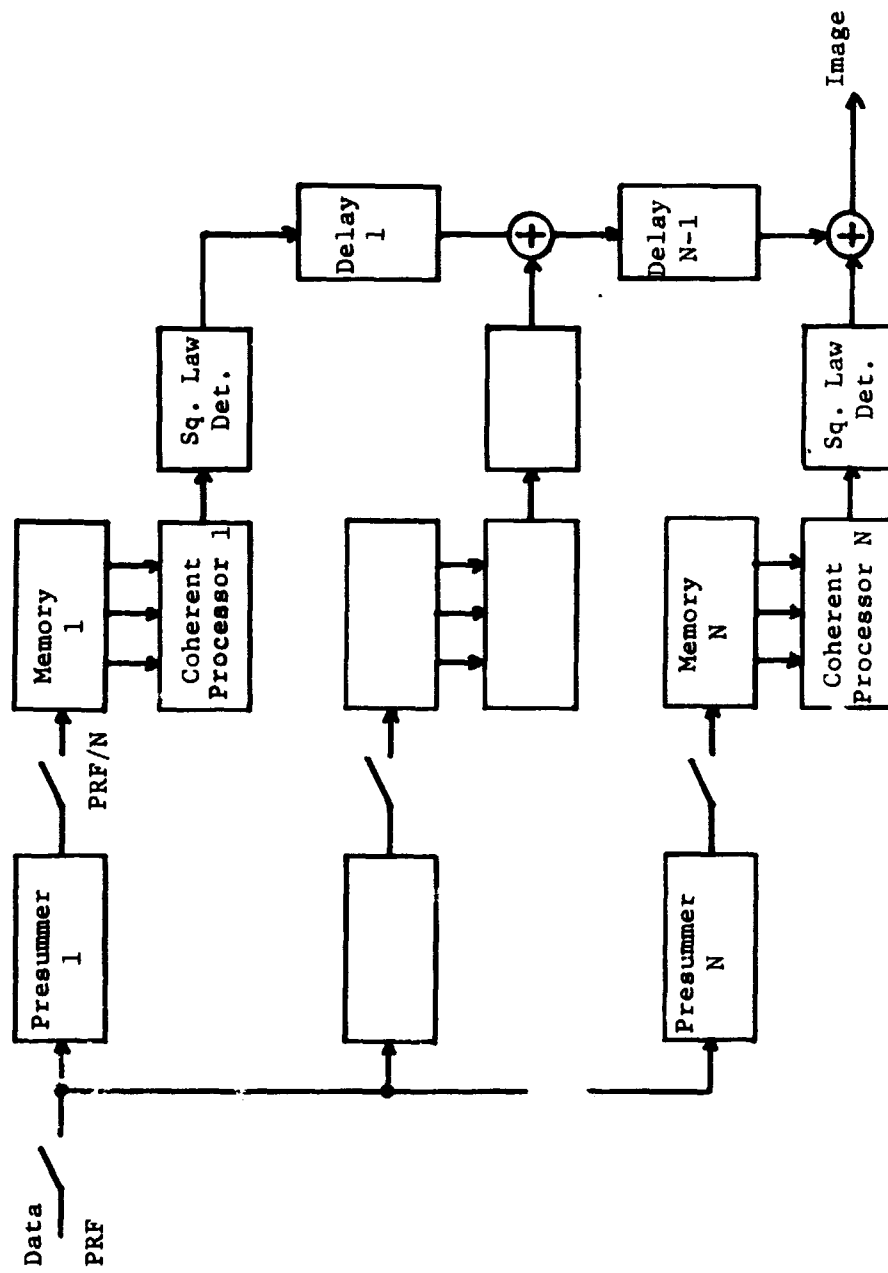 Data
PRF
Presummer
1
PRF/N
Memory
1
Coherent
Processor 1
Sq. Law
Det.
Delay
1
Presummer
N
Memory
N
Coherent
Processor N
Sq. Law
Det.
Delay
N-1
Image